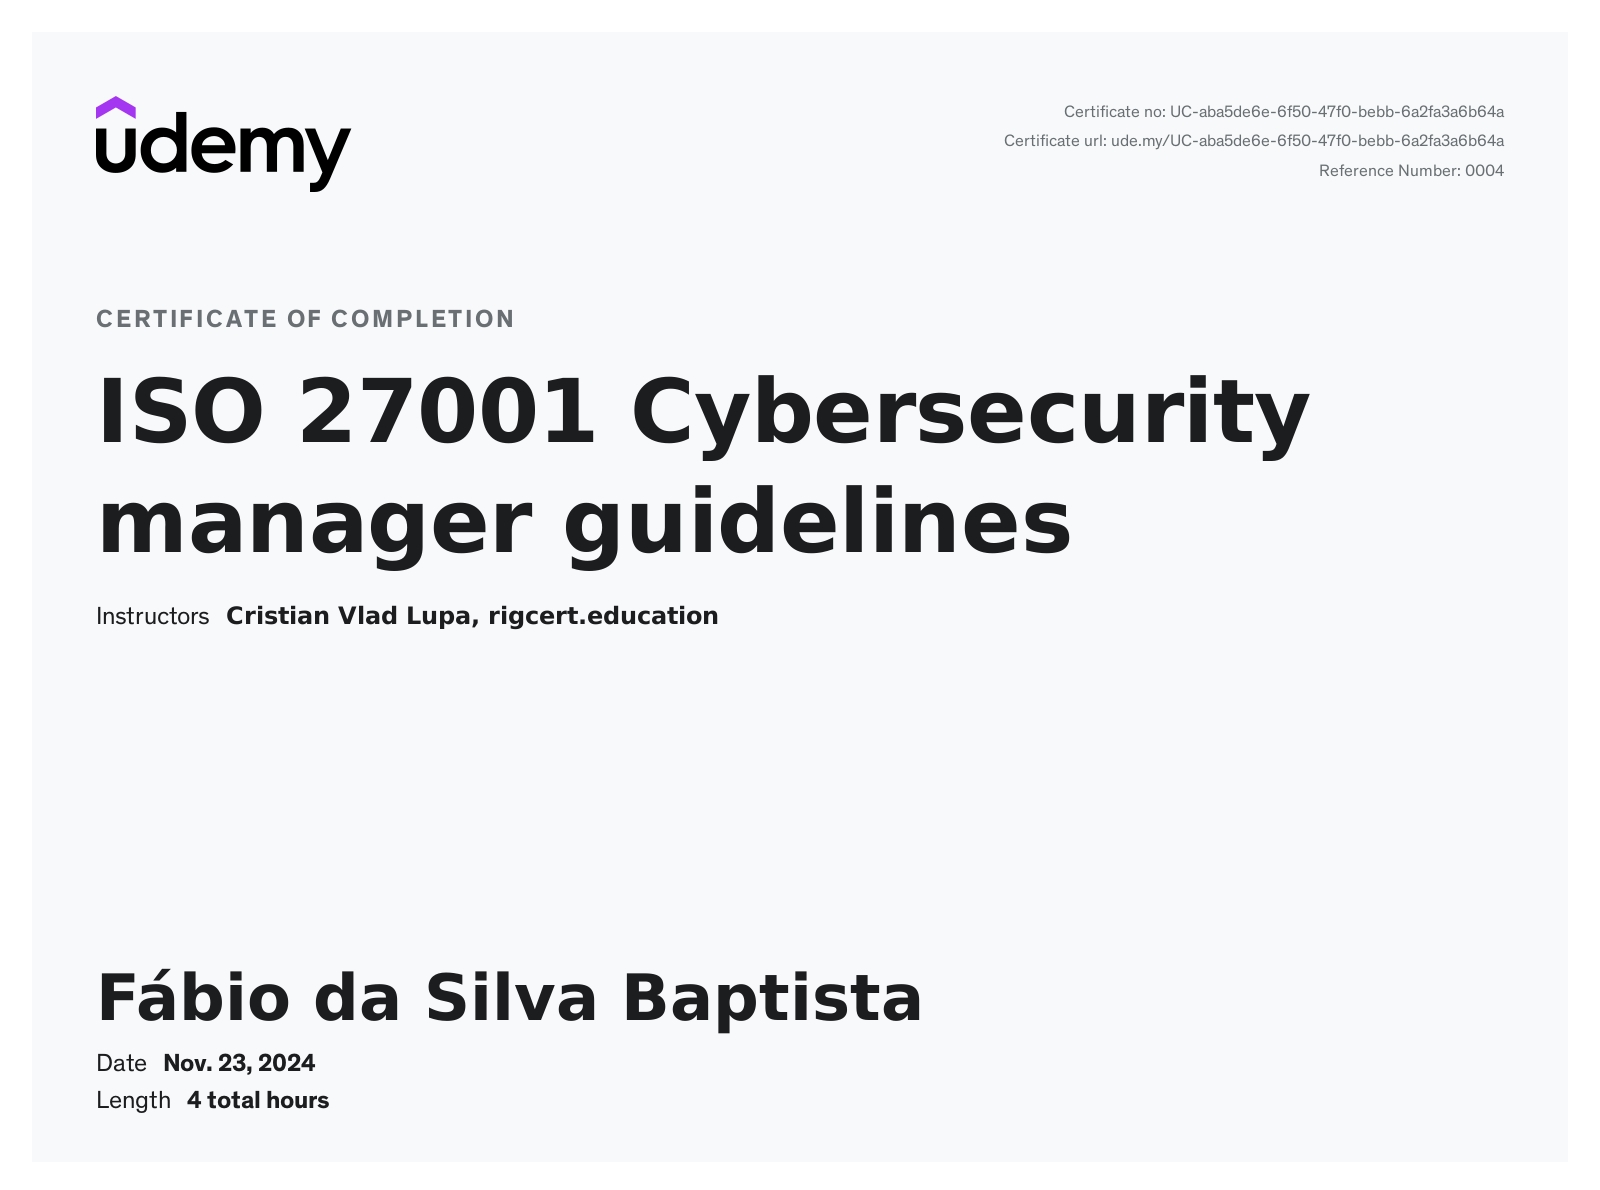 udemy
Certificate no: UC-aba5de6e-6f50-47f0-bebb-6a2fa3a6b64a
Certificate url: ude.my/UC-aba5de6e-6f50-47f0-bebb-6a2fa3a6b64a
Reference Number: 0004
CERTIFICATE OF COMPLETION
ISO 27001 Cybersecurity
manager guidelines
Instructors Cristian Vlad Lupa, rigcert.education
Fábio da Silva Baptista
Date Nov. 23, 2024
Length 4 total hours